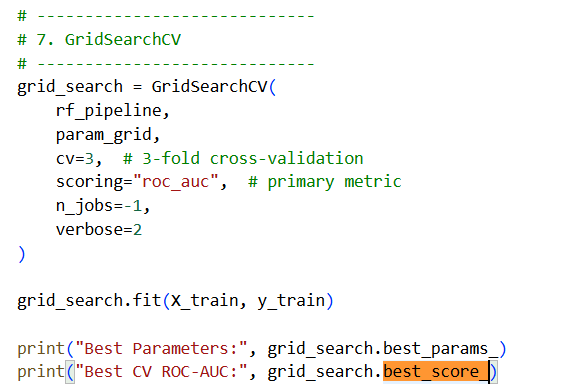 # -----------------------------
# 7. GridSearchCV
# -----------------------------
grid_search = GridSearchCV(
    rf_pipeline,
    param_grid,
    cv=3,  # 3-fold cross-validation
    scoring="roc_auc",  # primary metric
    n_jobs=-1,
    verbose=2
)
grid_search.fit(X_train, y_train)
print("Best Parameters:", grid_search.best_params_)
print("Best CV ROC-AUC:", grid_search.best_score_)